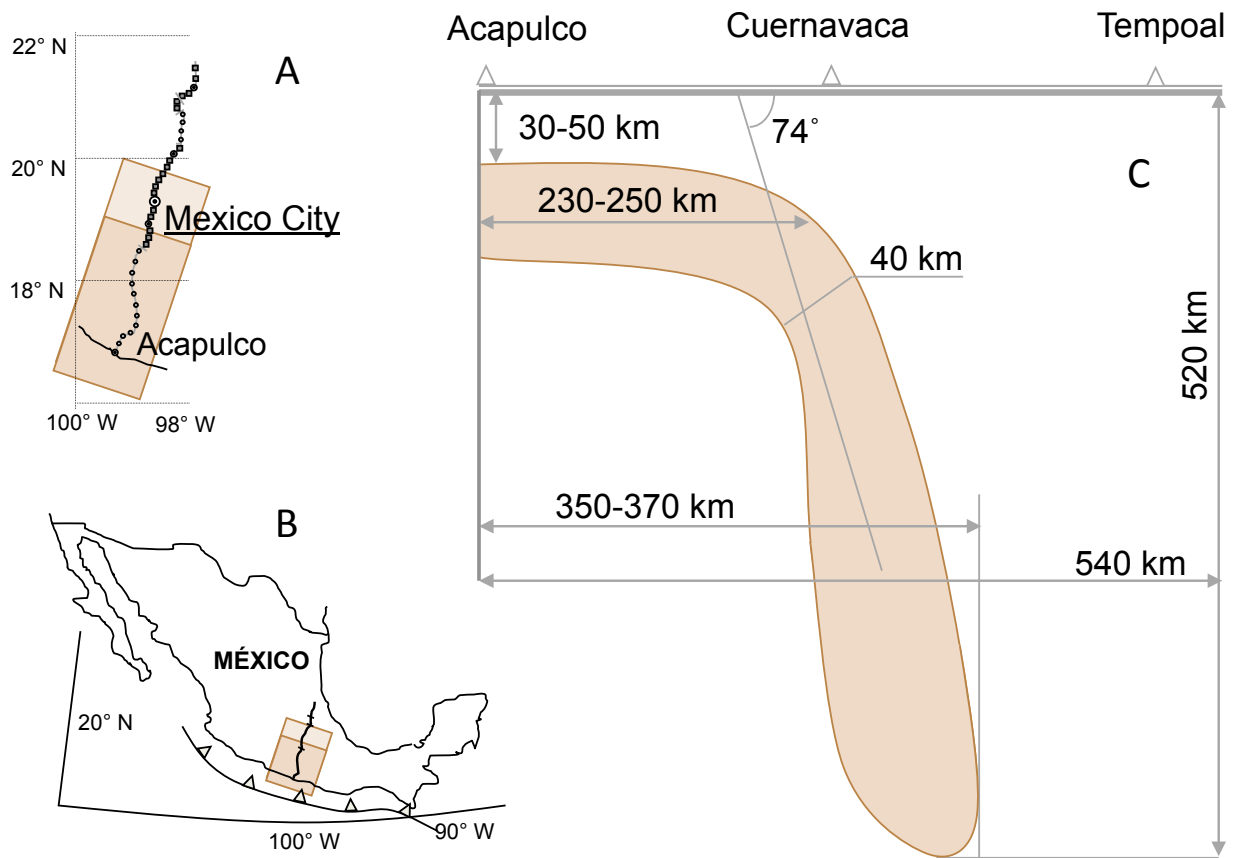 A
22° N
20° N
Mexico City
18° N
Acapulco
100° W 98° W
B
MÉXICO
20° N
100° W
90° W
Acapulco Cuernavaca Tempoal
30-50 km
74°
C
230-250 km
40 km
520 km
350-370 km
540 km